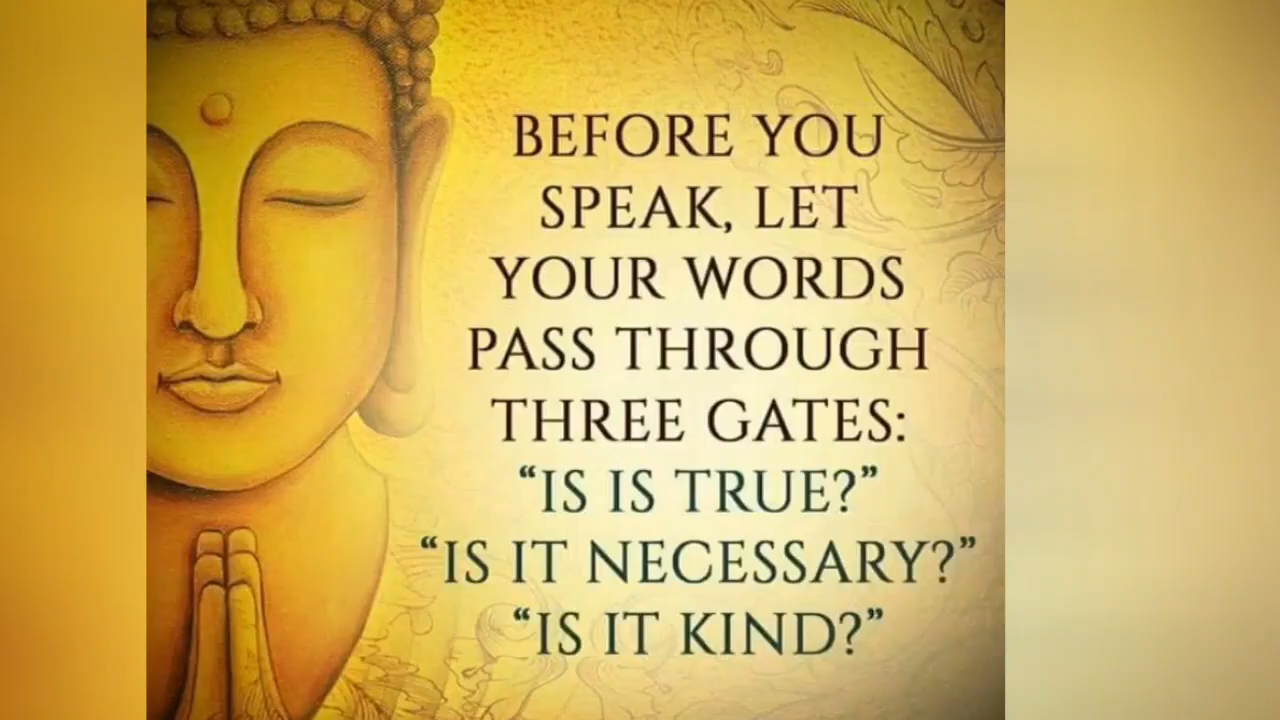 BEFORE YOU
SPEAK, LET
YOUR WORDS
PASS THROUGH
THREE GATES:
“IS IS TRUE?”
“IS IT NECESSARY?”
“IS IT KIND?”